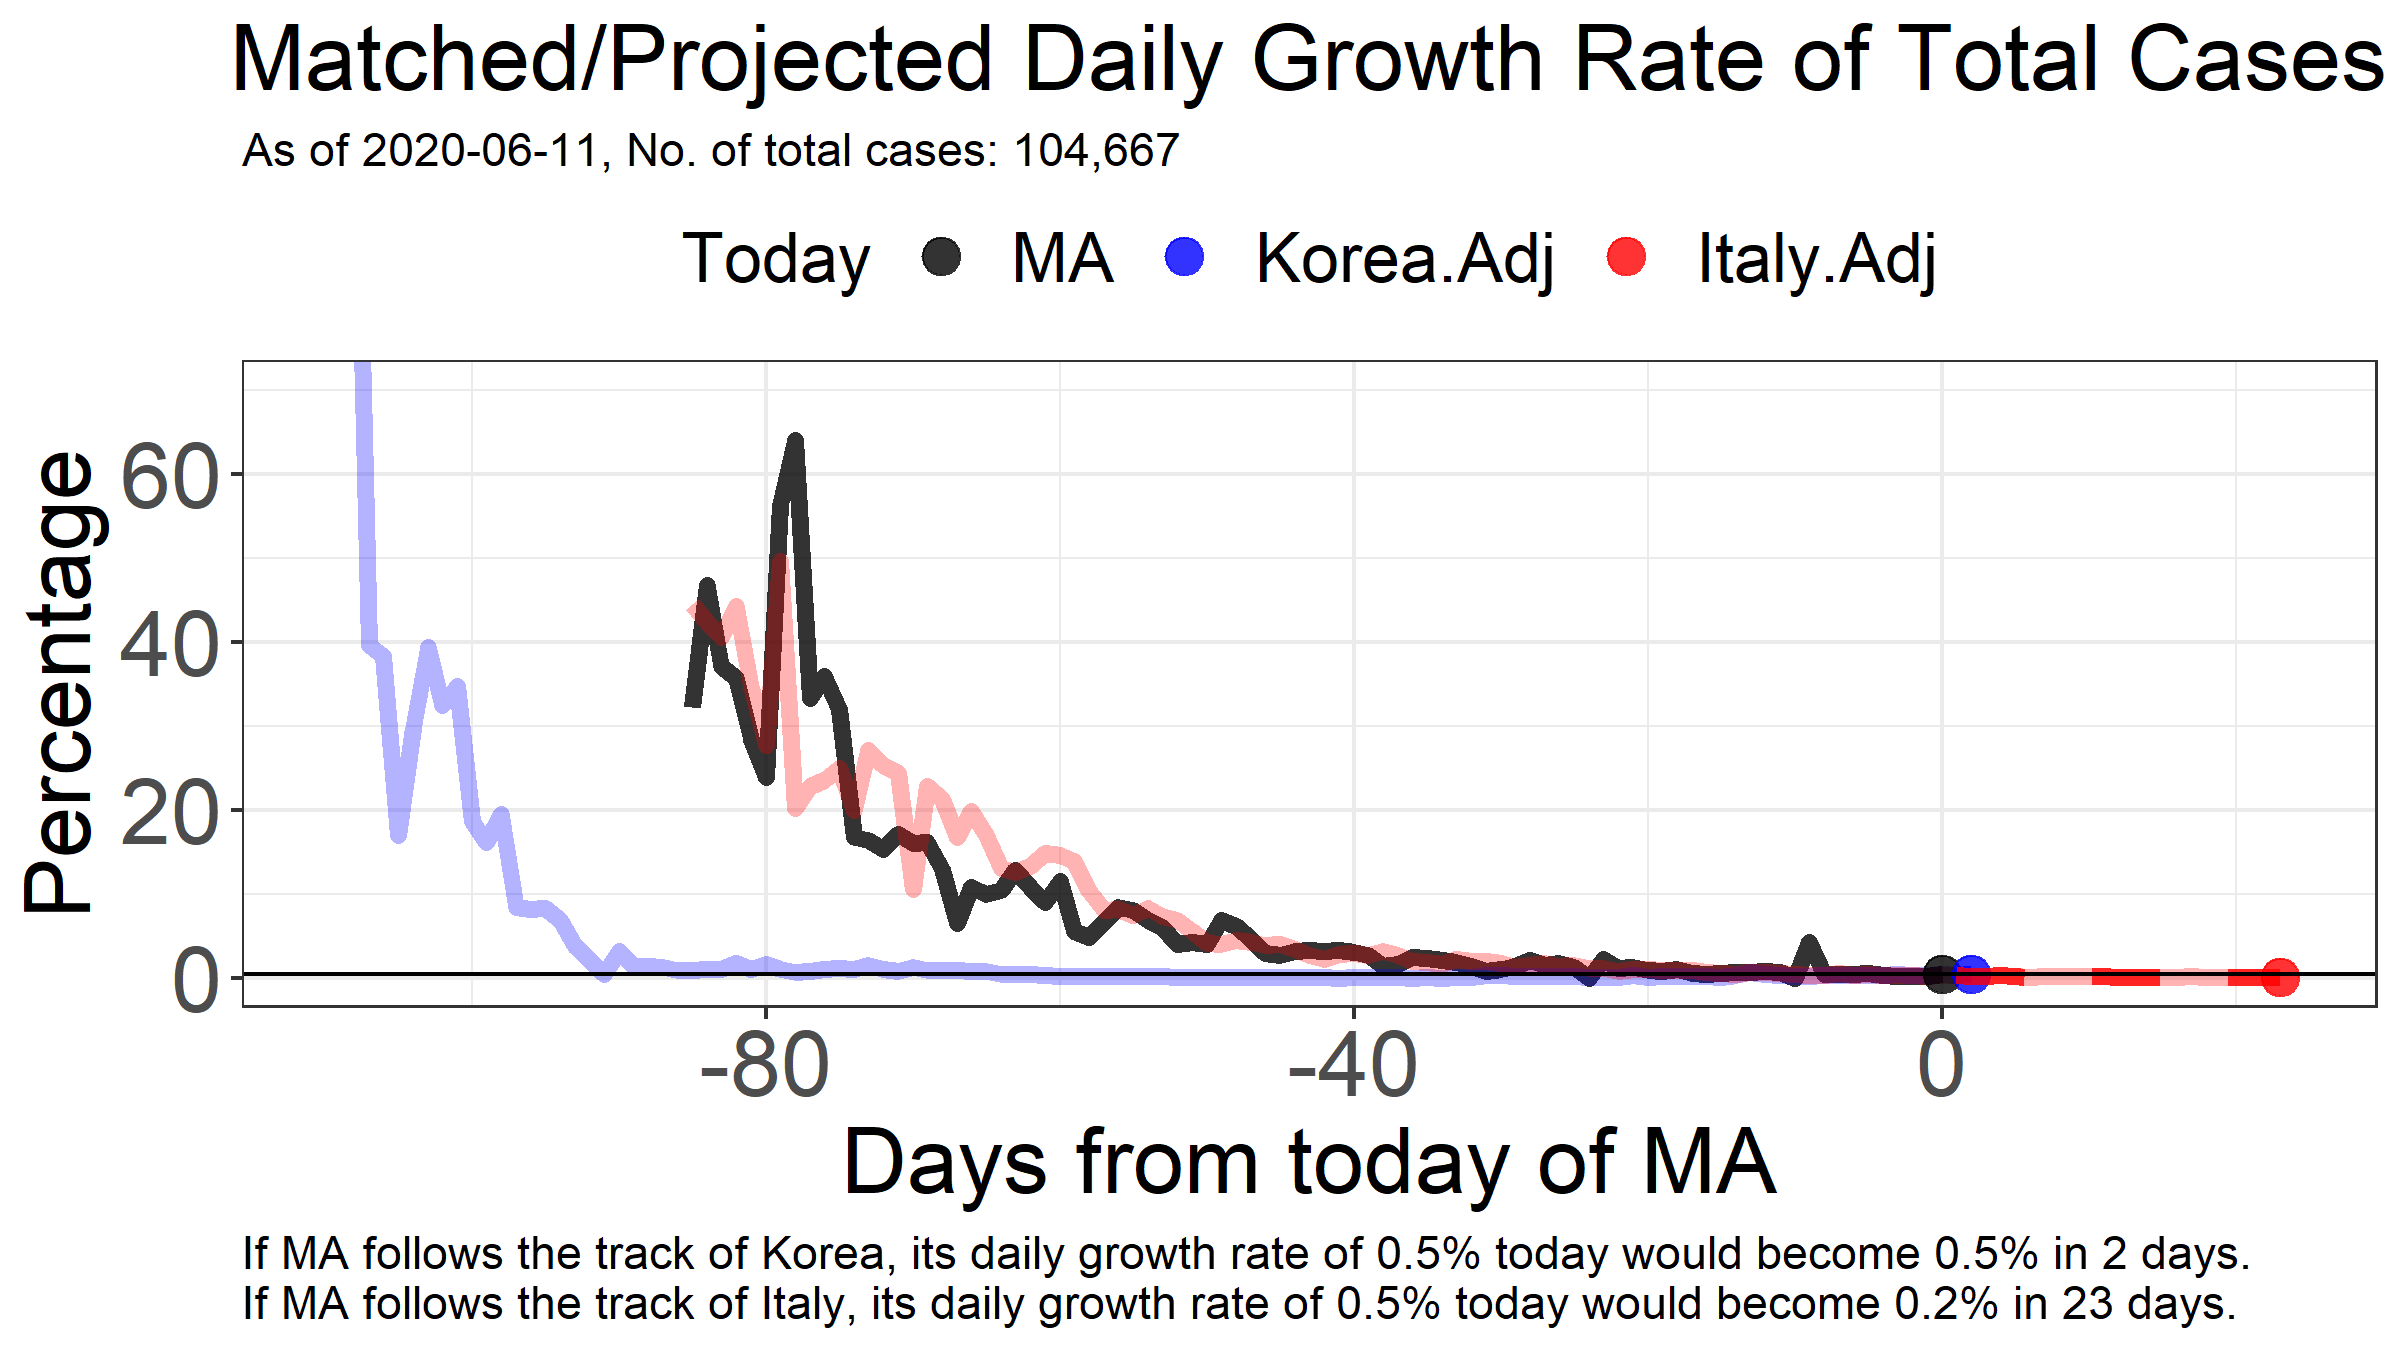 Matched/Projected Daily Growth Rate of Total Cases
As of 2020-06-11, No. of total cases: 104,667
Today MA Korea.Adj Italy.Adj
Percentage
60
40
20
0
-80 -40 0
Days from today of MA
If MA follows the track of Korea, its daily growth rate of 0.5% today would become 0.5% in 2 days.
If MA follows the track of Italy, its daily growth rate of 0.5% today would become 0.2% in 23 days.